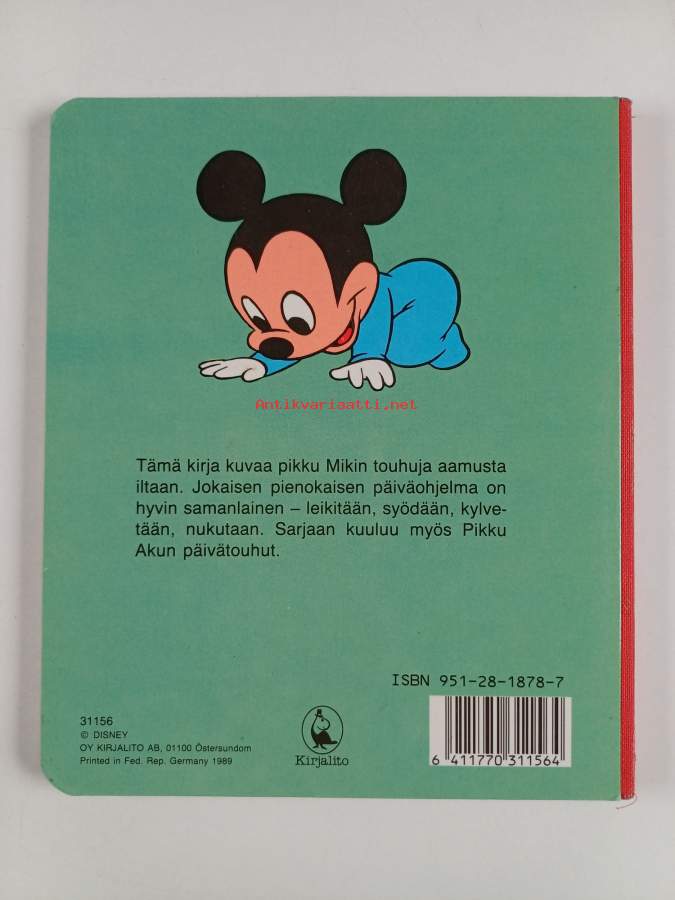 Antikvariaatti.net
Tämä kirja kuvaa pikku Mikin touhuja aamusta
iltaan. Jokaisen pienokaisen päiväohjelma on
hyvin samanlainen – leikitään, syödään, kylve-
tään, nukutaan. Sarjaan kuuluu myös Pikku
Akun päivätouhut.
ISBN 951-28-1878-7
31156
© DISNEY
OY KIRJALITO AB, 01100 Östersundom
Printed in Fed. Rep. Germany 1989
Kirjalito
6 411770 311564